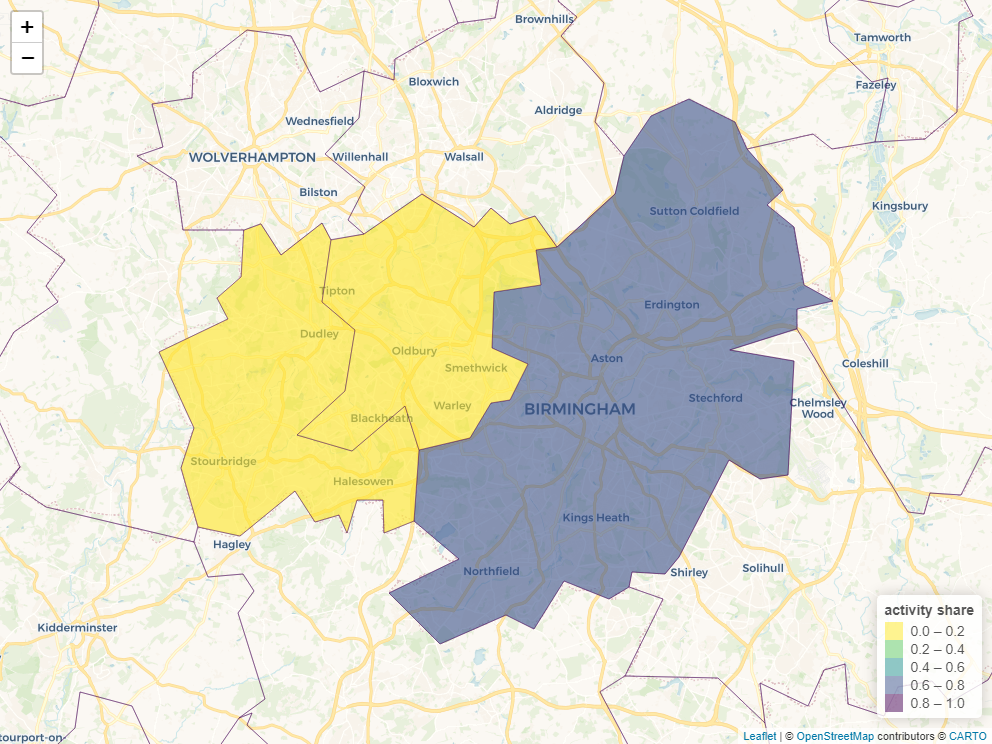 +
−
Brownhills
Tamworth
Bloxwich
Fazeley
Aldridge
Wednesfield
WOLVERHAMPTON
Willenhall
Walsall
Bilston
Kingsbury
Sutton Coldfield
Tipton
Erdington
Dudley
Oldbury
Aston
Coleshill
Smethwick
Stechford
Warley
BIRMINGHAM
Chelmsley
Wood
Blackheath
Stourbridge
Halesowen
Kings Heath
Hagley
Northfield
Shirley
Solihull
Kidderminster
tourport-on-
activity share
0.0 – 0.2
0.2 – 0.4
0.4 – 0.6
0.6 – 0.8
0.8 – 1.0
Leaflet | © OpenStreetMap contributors © CARTO